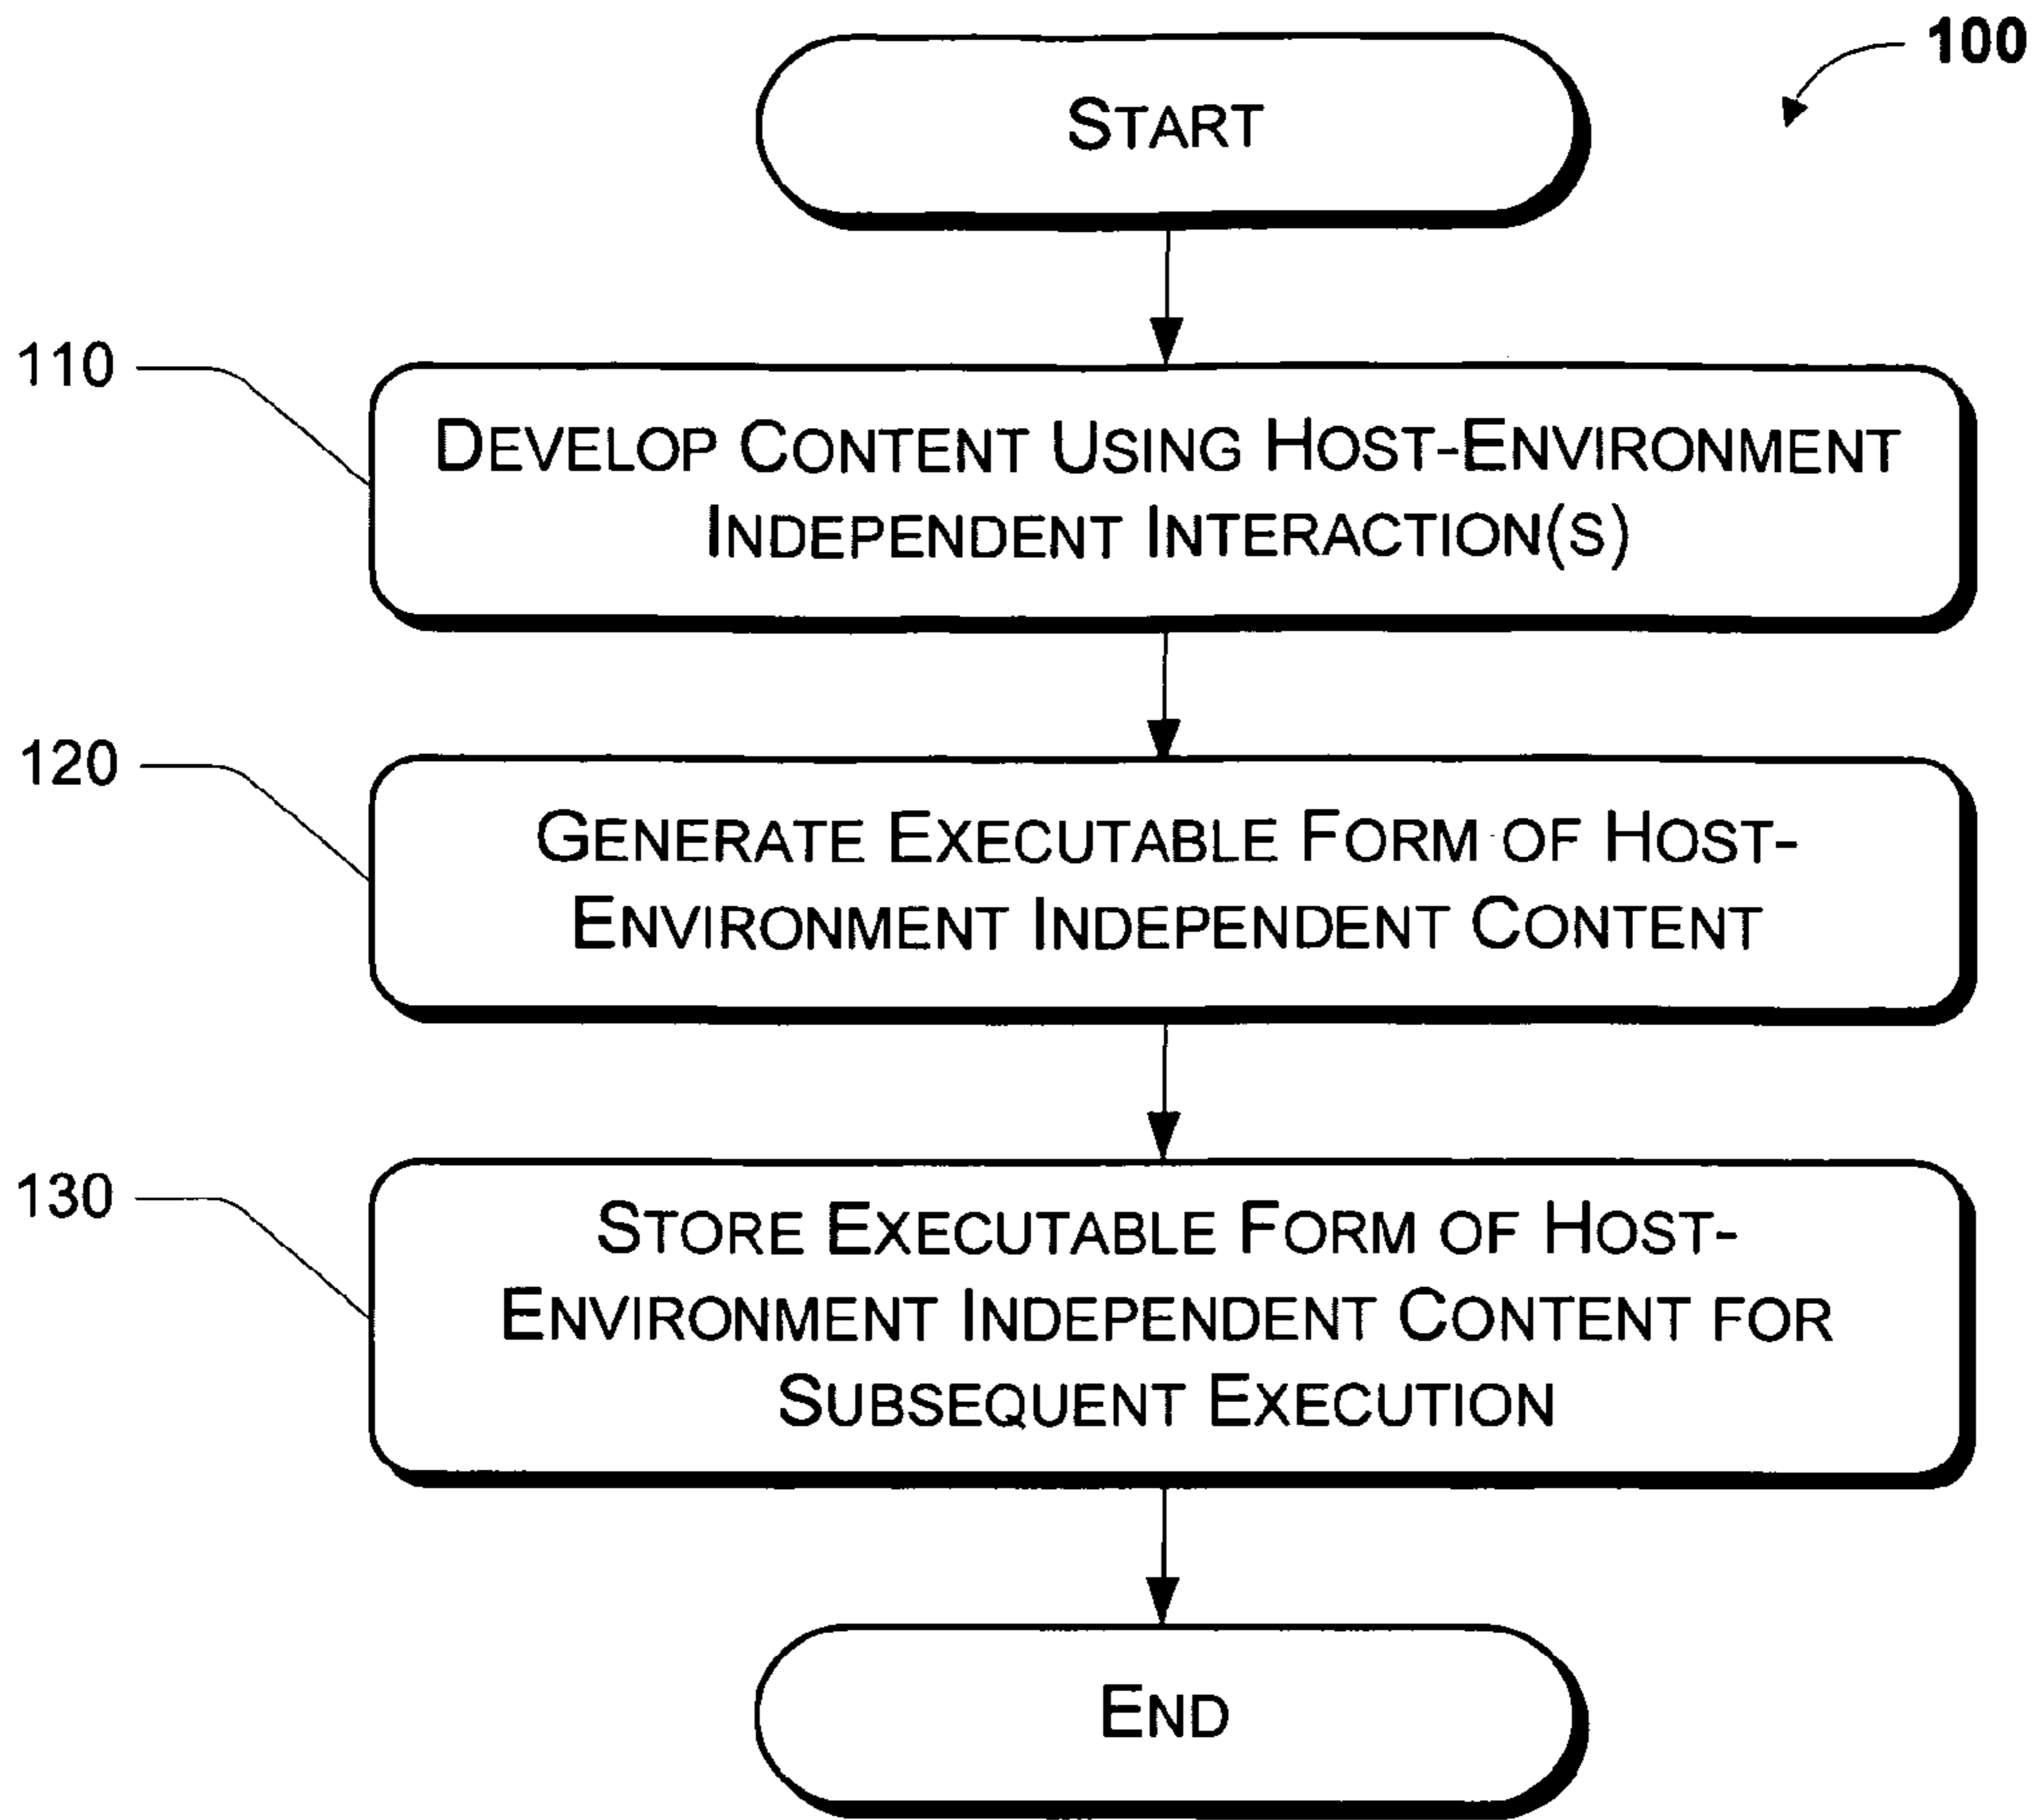 100
START
110
DEVELOP CONTENT USING HOST-ENVIRONMENT
INDEPENDENT INTERACTION(S)
120
GENERATE EXECUTABLE FORM OF HOST-
ENVIRONMENT INDEPENDENT CONTENT
130
STORE EXECUTABLE FORM OF HOST-
ENVIRONMENT INDEPENDENT CONTENT FOR
SUBSEQUENT EXECUTION
END